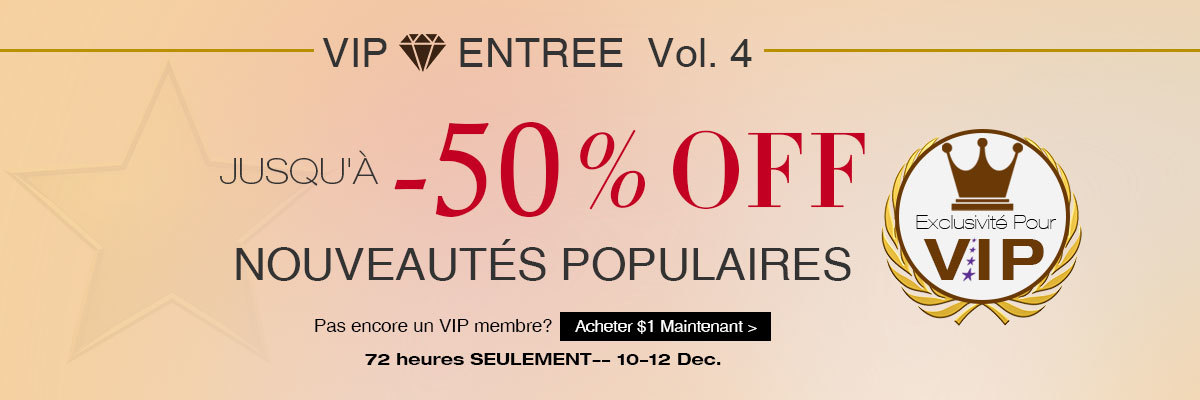 VIP ENTREE Vol. 4
JUSQU'À -50% OFF
NOUVEAUTÉS POPULAIRES
Pas encore un VIP membre? Acheter $1 Maintenant >
72 heures SEULEMENT-- 10-12 Dec.
Exclusivité Pour
VIP